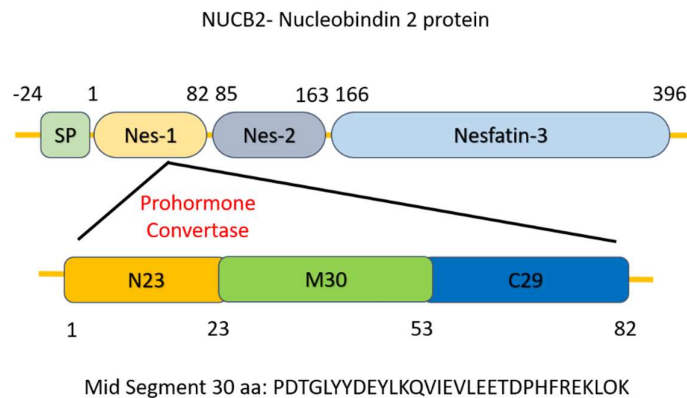 NUCB2- Nucleobindin 2 protein
-24 1 82 85 163 166 396
SP Nes-1 Nes-2 Nesfatin-3
Prohormone
Convertase
N23 M30 C29
1 23 53 82
Mid Segment 30 aa: PDTGLYYDEYLKQVIEVLEETDPHFREKLOK